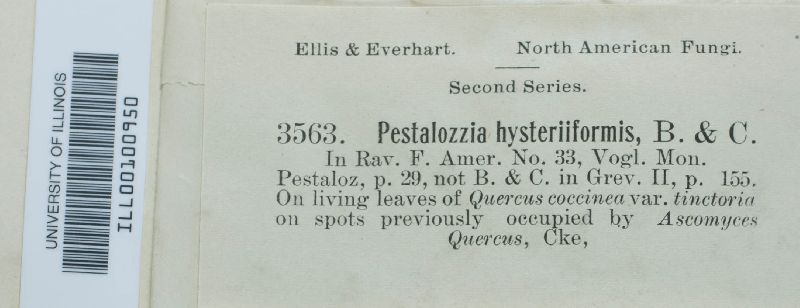 UNIVERSITY OF ILLINOIS
ILL00100950
Ellis & Everhart. North American Fungi.
Second Series.
3563. Pestalozzia hysteriiformis, B. & C.
In Rav. F. Amer. No. 33, Vogl. Mon.
Pestaloz, p. 29, not B. & C. in Grev. II, p. 155.
On living leaves of Quercus coccinea var. tinctoria
on spots previously occupied by Ascomyces
Quercus, Cke,